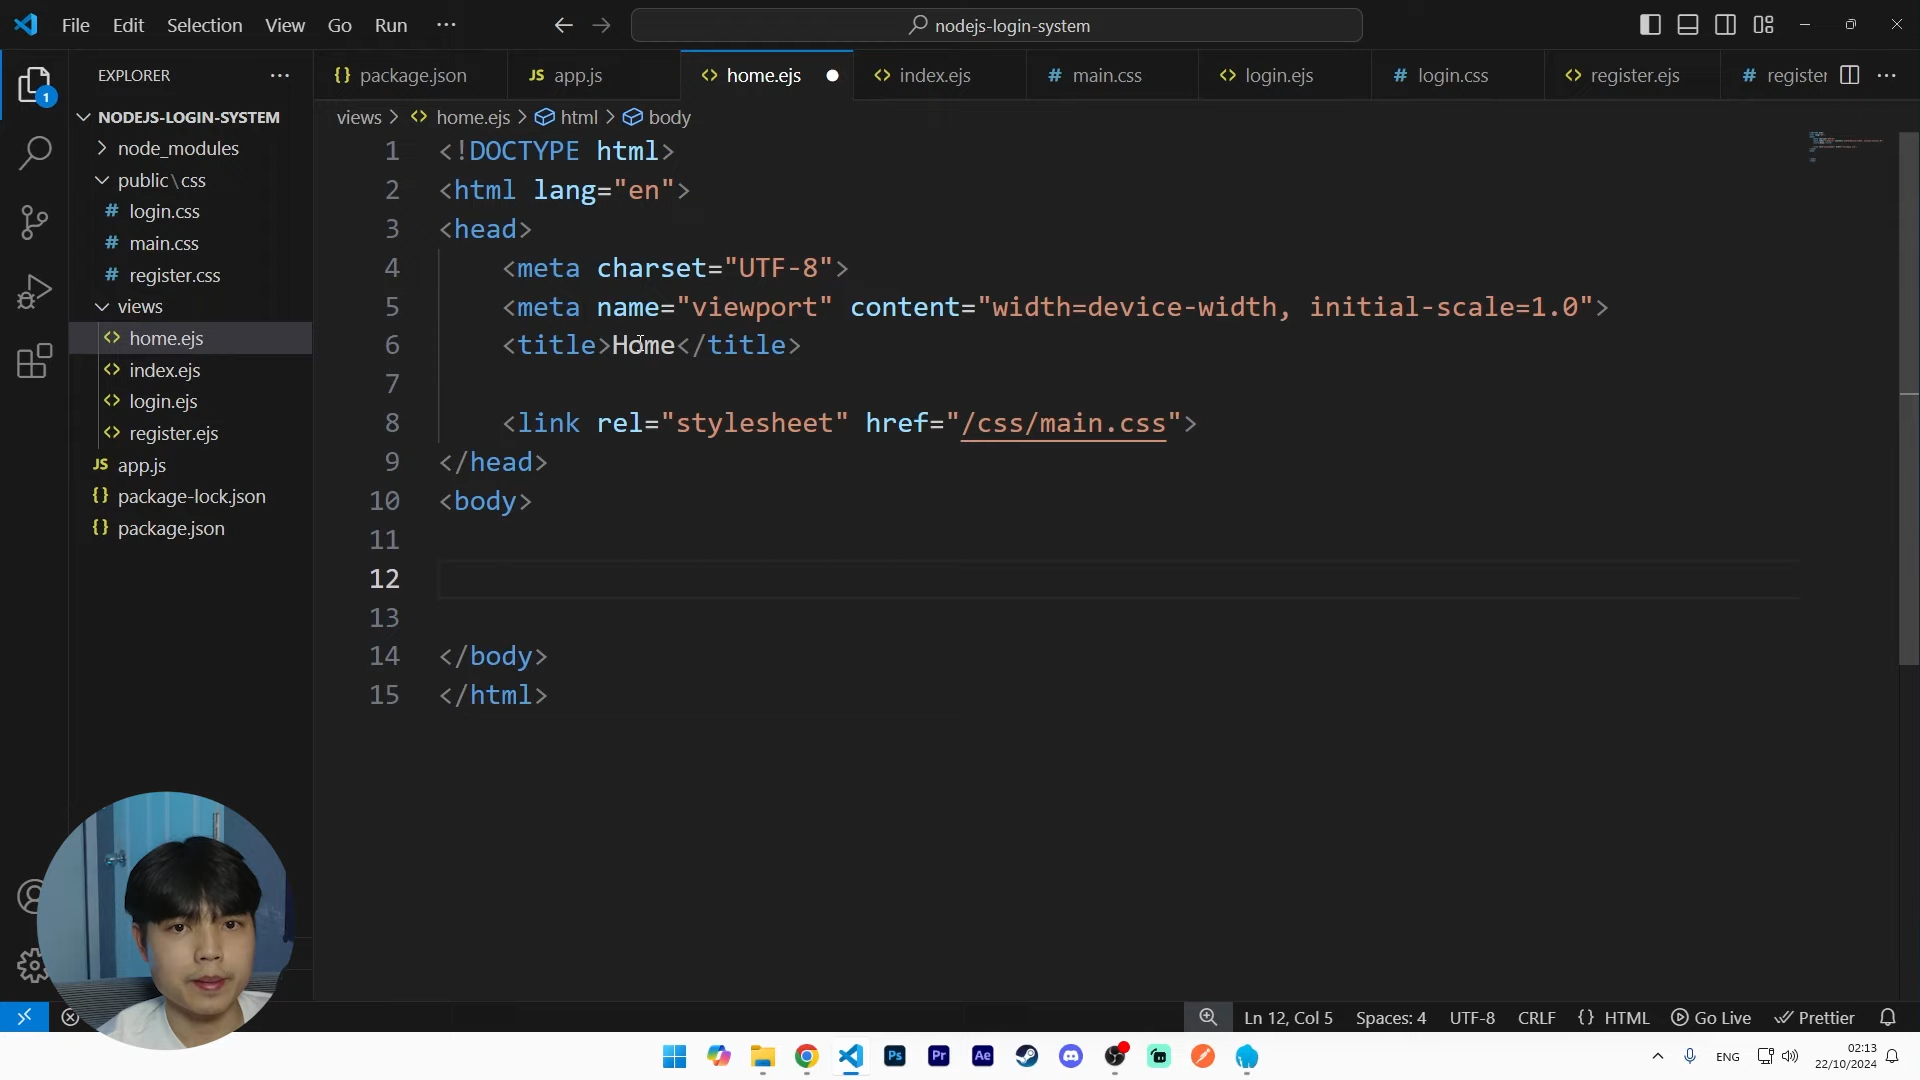 File Edit Selection View Go Run ···
nodejs-login-system
EXPLORER ···
package.json
JS app.js
home.ejs
index.ejs
# main.css
login.ejs
# login.css
register.ejs
# register
···
1
NODEJS-LOGIN-SYSTEM
node_modules
public\css
# login.css
# main.css
# register.css
views
home.ejs
index.ejs
login.ejs
register.ejs
JS app.js
{} package-lock.json
{} package.json
views > home.ejs > html > body
1 <!DOCTYPE html>
2 <html lang="en">
3 <head>
4 <meta charset="UTF-8">
5 <meta name="viewport" content="width=device-width, initial-scale=1.0">
6 <title>Home</title>
7
8 <link rel="stylesheet" href="/css/main.css">
9 </head>
10 <body>
11
12
13
14 </body>
15 </html>
Ln 12, Col 5 Spaces: 4 UTF-8 CRLF {} HTML Go Live Prettier
Ps Pr Ae
ENG
02:13
22/10/2024